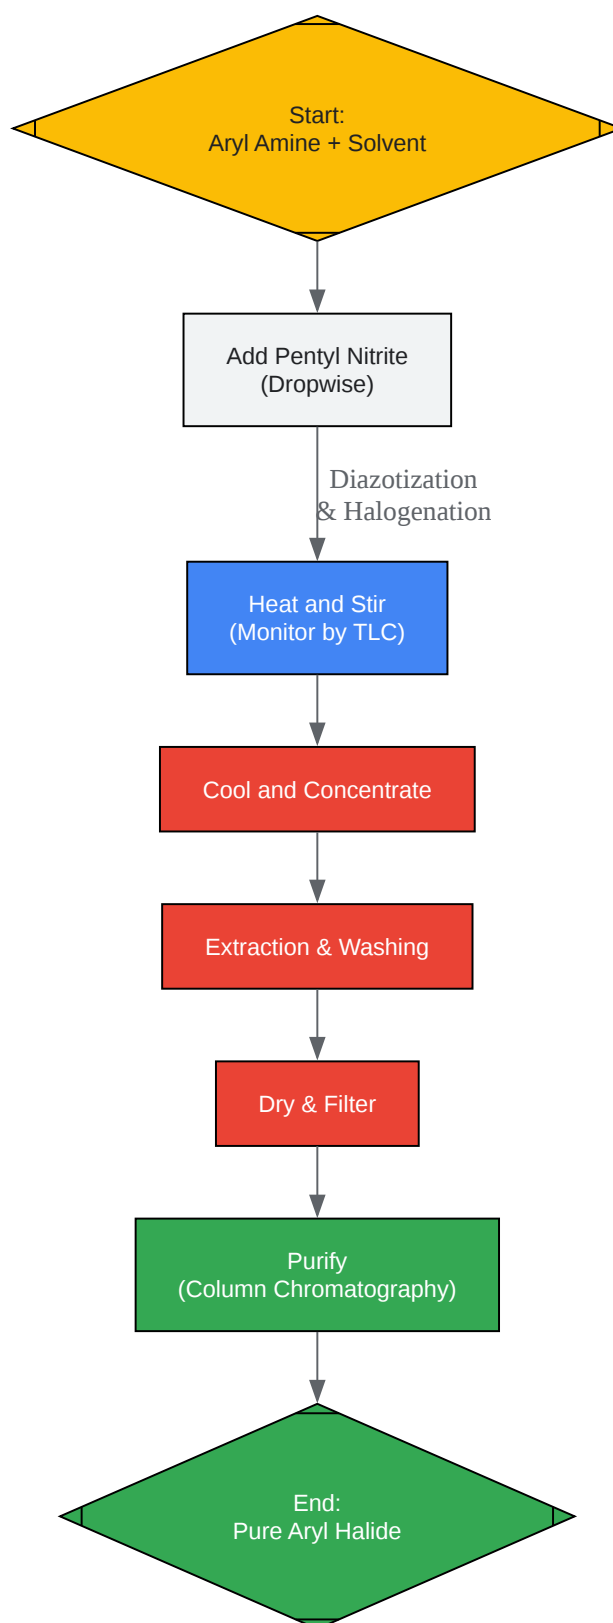 Start:
Aryl Amine + Solvent
Add Pentyl Nitrite
(Dropwise)
Diazotization
& Halogenation
Heat and Stir
(Monitor by TLC)
Cool and Concentrate
Extraction & Washing
Dry & Filter
Purify
(Column Chromatography)
End:
Pure Aryl Halide